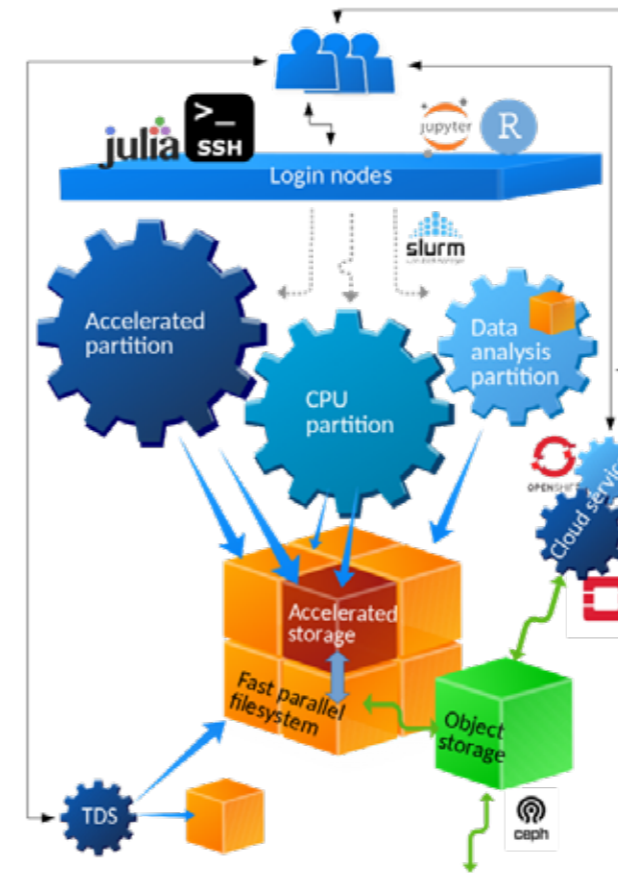 julia
>_
SSH
jupyter
R
Login nodes
slurm
Accelerated
partition
Data
analysis
partition
CPU
partition
OPENSHIFT
Cloud
Accelerated
storage
Fast parallel
filesystem
Object
storage
TDS
ceph